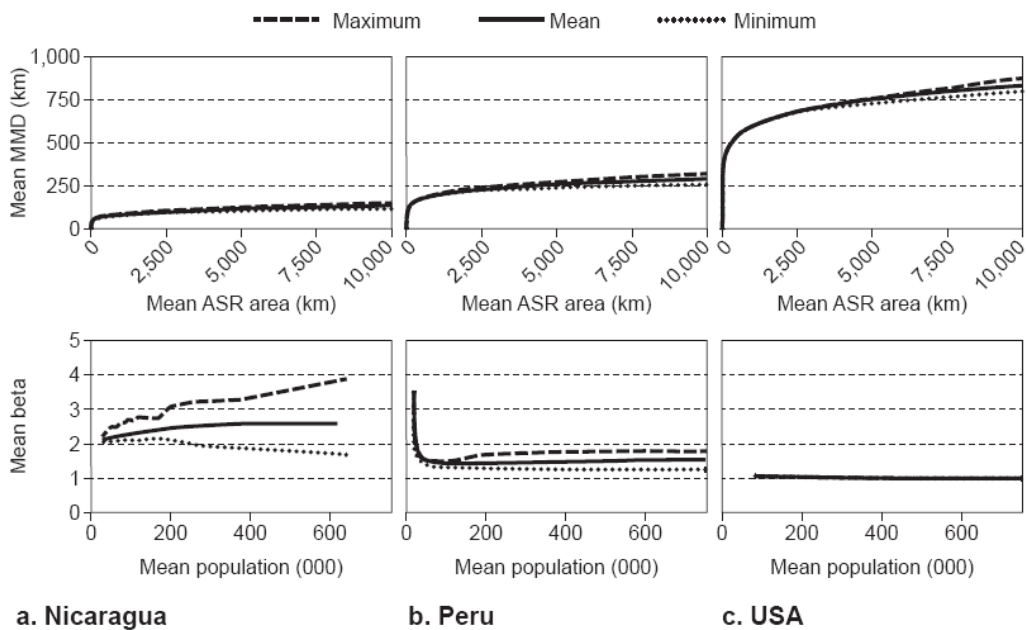 Maximum Mean Minimum
Mean MMD (km)
1,000
750
500
250
0
0 2,500 5,000 7,500 10,000
0 2,500 5,000 7,500 10,000
0 2,500 5,000 7,500 10,000
Mean ASR area (km) Mean ASR area (km) Mean ASR area (km)
Mean beta
5
4
3
2
1
0
0 200 400 600
0 200 400 600
0 200 400 600
Mean population (000) Mean population (000) Mean population (000)
a. Nicaragua b. Peru c. USA